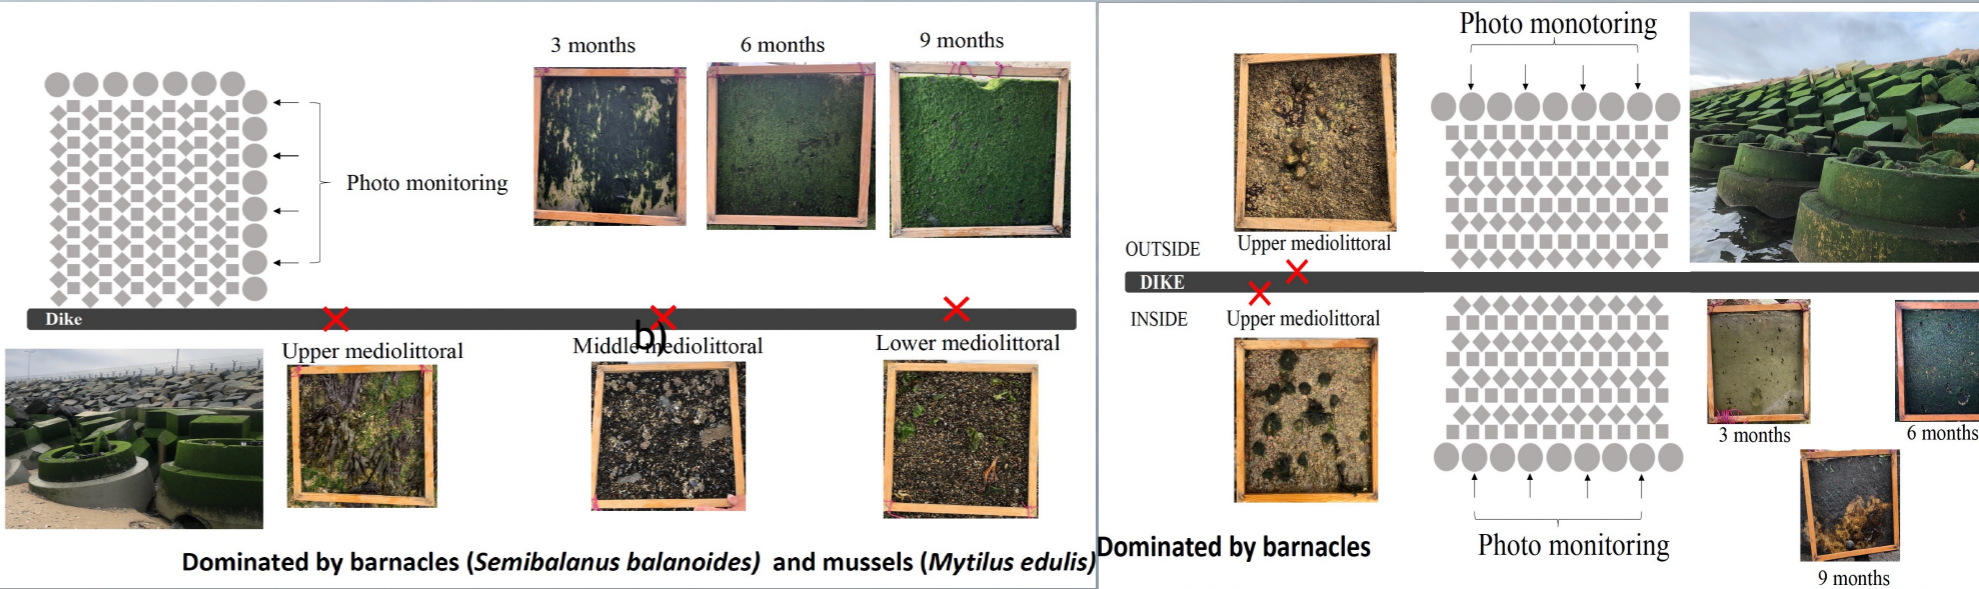 3 months
6 months
9 months
Photo monitoring
Dike
b)
Upper mediolittoral
Middle mediolittoral
Lower mediolittoral
Dominated by barnacles (Semibalanus balanoides) and mussels (Mytilus edulis)
Photo monotoring
Upper mediolittoral
OUTSIDE
DIKE
INSIDE
Upper mediolittoral
3 months
6 months
Dominated by barnacles
Photo monitoring
9 months